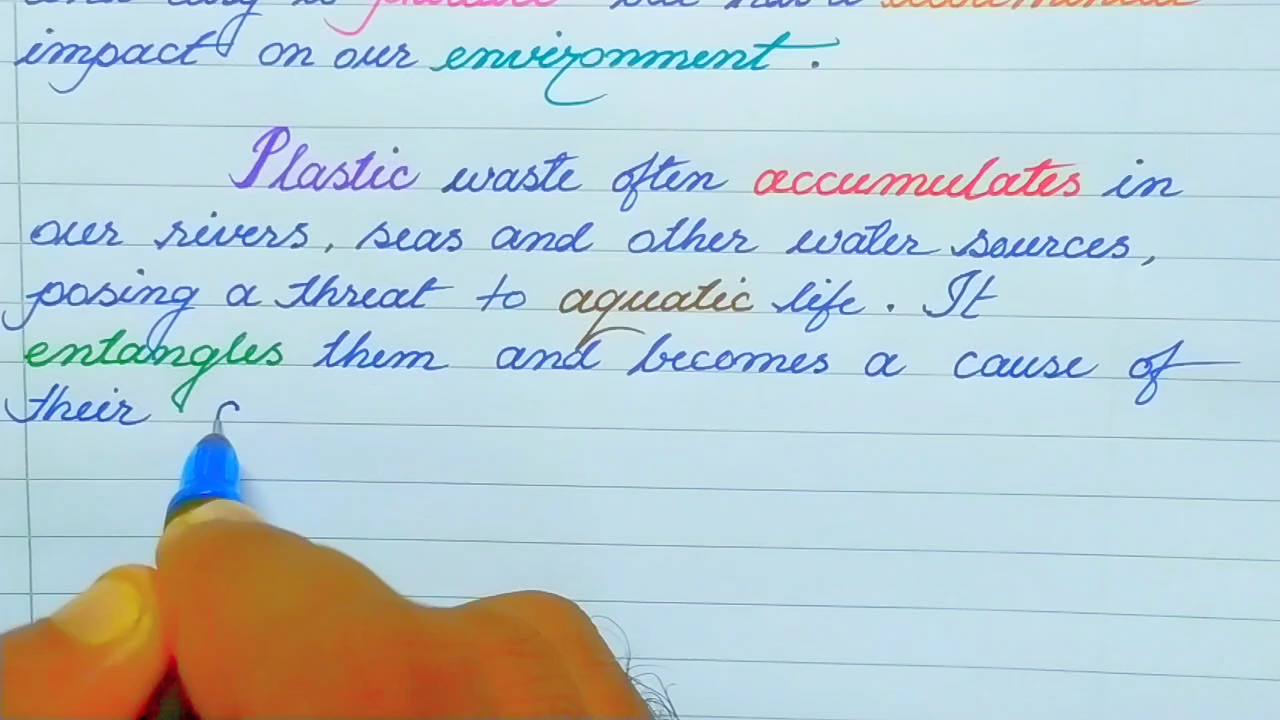 impact on our environment.
Plastic waste often accumulates in
our rivers, seas and other water sources,
posing a threat to aquatic life. It
entangles them and becomes a cause of
their